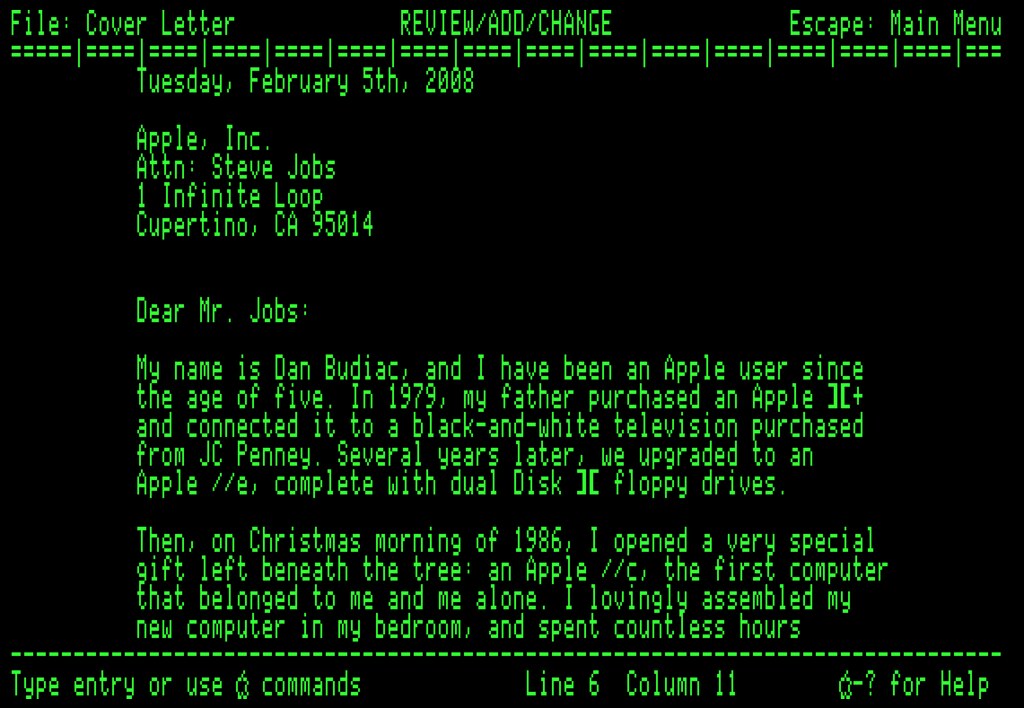 File: Cover Letter REVIEW/ADD/CHANGE Escape: Main Menu
=====|====|====|====|====|====|====|====|====|====|====|====|====|====|====|===
Tuesday, February 5th, 2008
Apple, Inc.
Attn: Steve Jobs
1 Infinite Loop
Cupertino, CA 95014
Dear Mr. Jobs:
My name is Dan Budiac, and I have been an Apple user since
the age of five. In 1979, my father purchased an Apple ][+
and connected it to a black-and-white television purchased
from JC Penney. Several years later, we upgraded to an
Apple //e, complete with dual Disk ][ floppy drives.
Then, on Christmas morning of 1986, I opened a very special
gift left beneath the tree: an Apple //c, the first computer
that belonged to me and me alone. I lovingly assembled my
new computer in my bedroom, and spent countless hours
-------------------------------------------------------------------------------
Type entry or use  commands Line 6 Column 11 -? for Help